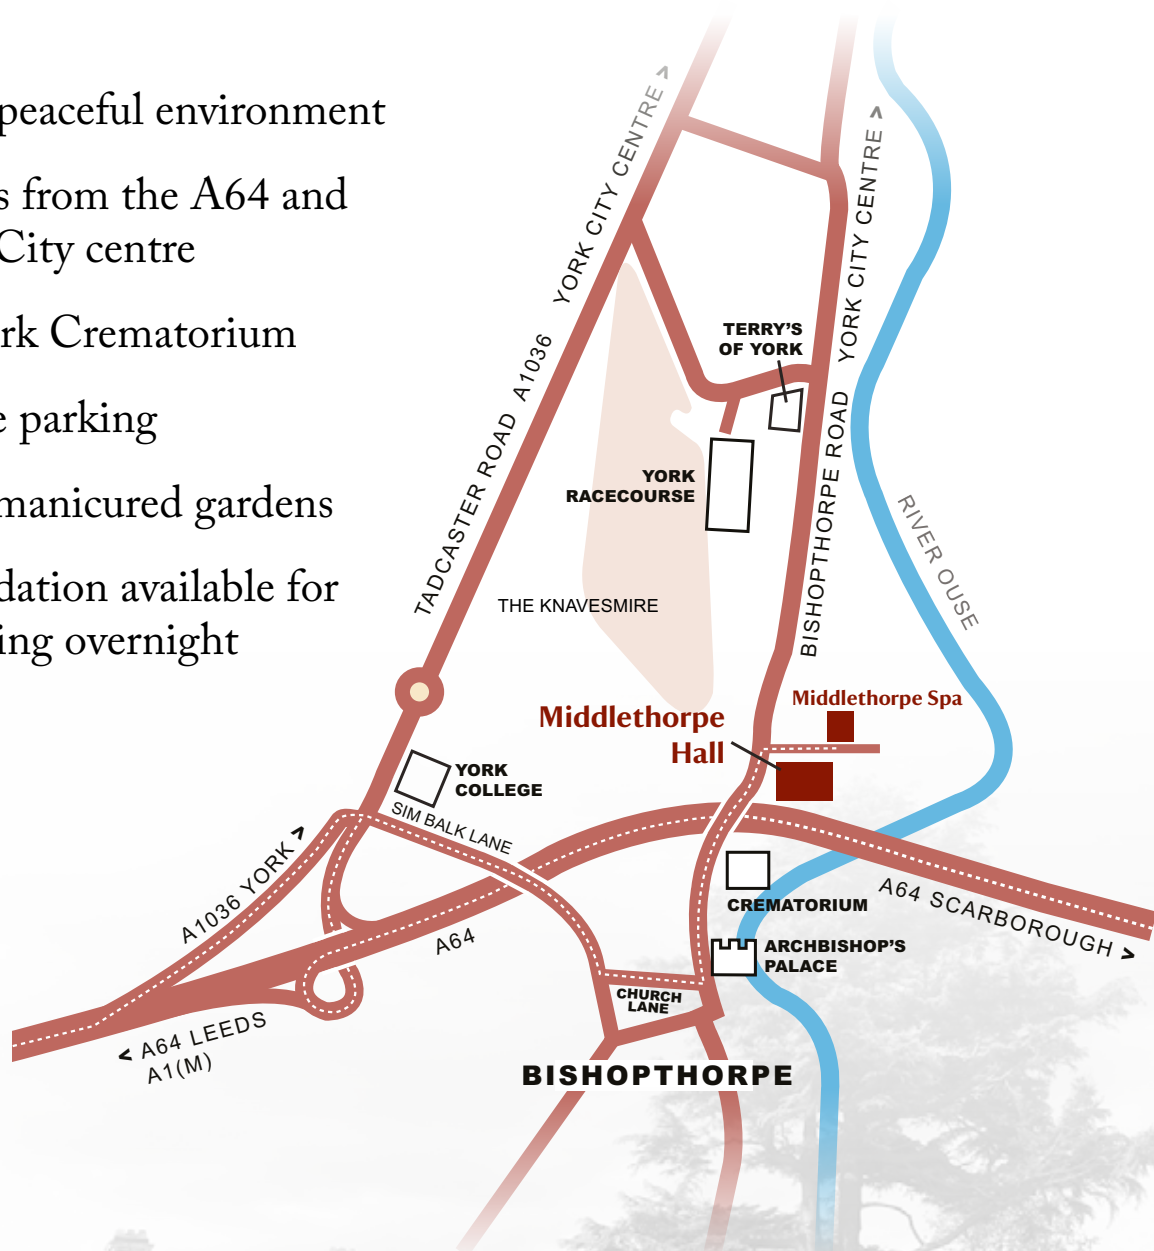 peaceful environment
s from the A64 and
City centre
rk Crematorium
e parking
manicured gardens
dation available for
ing overnight
YORK CITY CENTRE >
YORK CITY CENTRE >
TERRY'S
OF YORK
TADCASTER ROAD A1036
BISHOPTHORPE ROAD
YORK
RACECOURSE
RIVER OUSE
THE KNAVESMIRE
Middlethorpe Spa
Middlethorpe
Hall
YORK
COLLEGE
SIM BALK LANE
A1036 YORK >
A64
A64 SCARBOROUGH >
CREMATORIUM
ARCHBISHOP'S
PALACE
CHURCH
LANE
< A64 LEEDS
A1(M)
BISHOPTHORPE